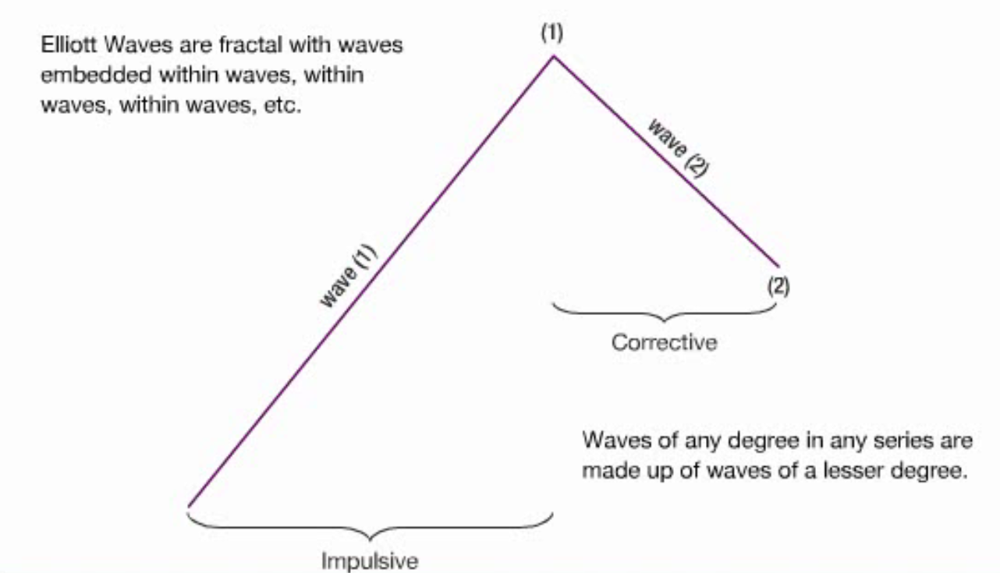 (1)
Elliott Waves are fractal with waves
embedded within waves, within
waves, within waves, etc.
wave (2)
wave (1)
(2)
Corrective
Waves of any degree in any series are
made up of waves of a lesser degree.
Impulsive